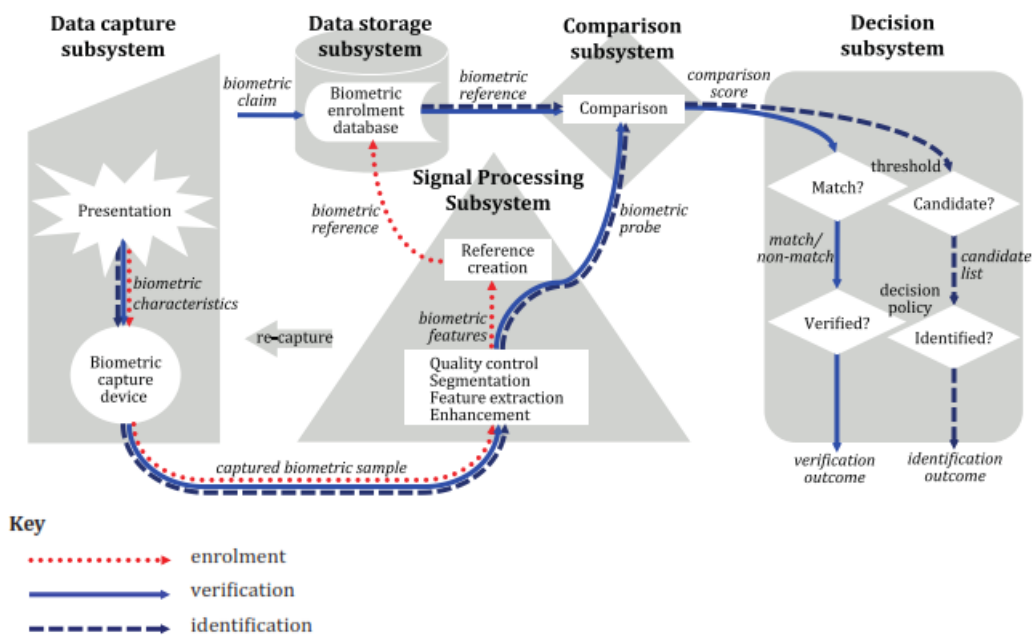 Data capture
subsystem
Data storage
subsystem
Comparison
subsystem
Decision
subsystem
biometric
claim
Biometric
enrolment
database
biometric
reference
Comparison
comparison
score
Signal Processing
Subsystem
threshold
Match?
Candidate?
Presentation
biometric
reference
biometric
probe
Reference
creation
match/
non-match
candidate
list
biometric
characteristics
biometric
features
decision
policy
re-capture
Verified?
Identified?
Biometric
capture
device
Quality control
Segmentation
Feature extraction
Enhancement
captured biometric sample
verification
outcome
identification
outcome
Key
enrolment
verification
identification